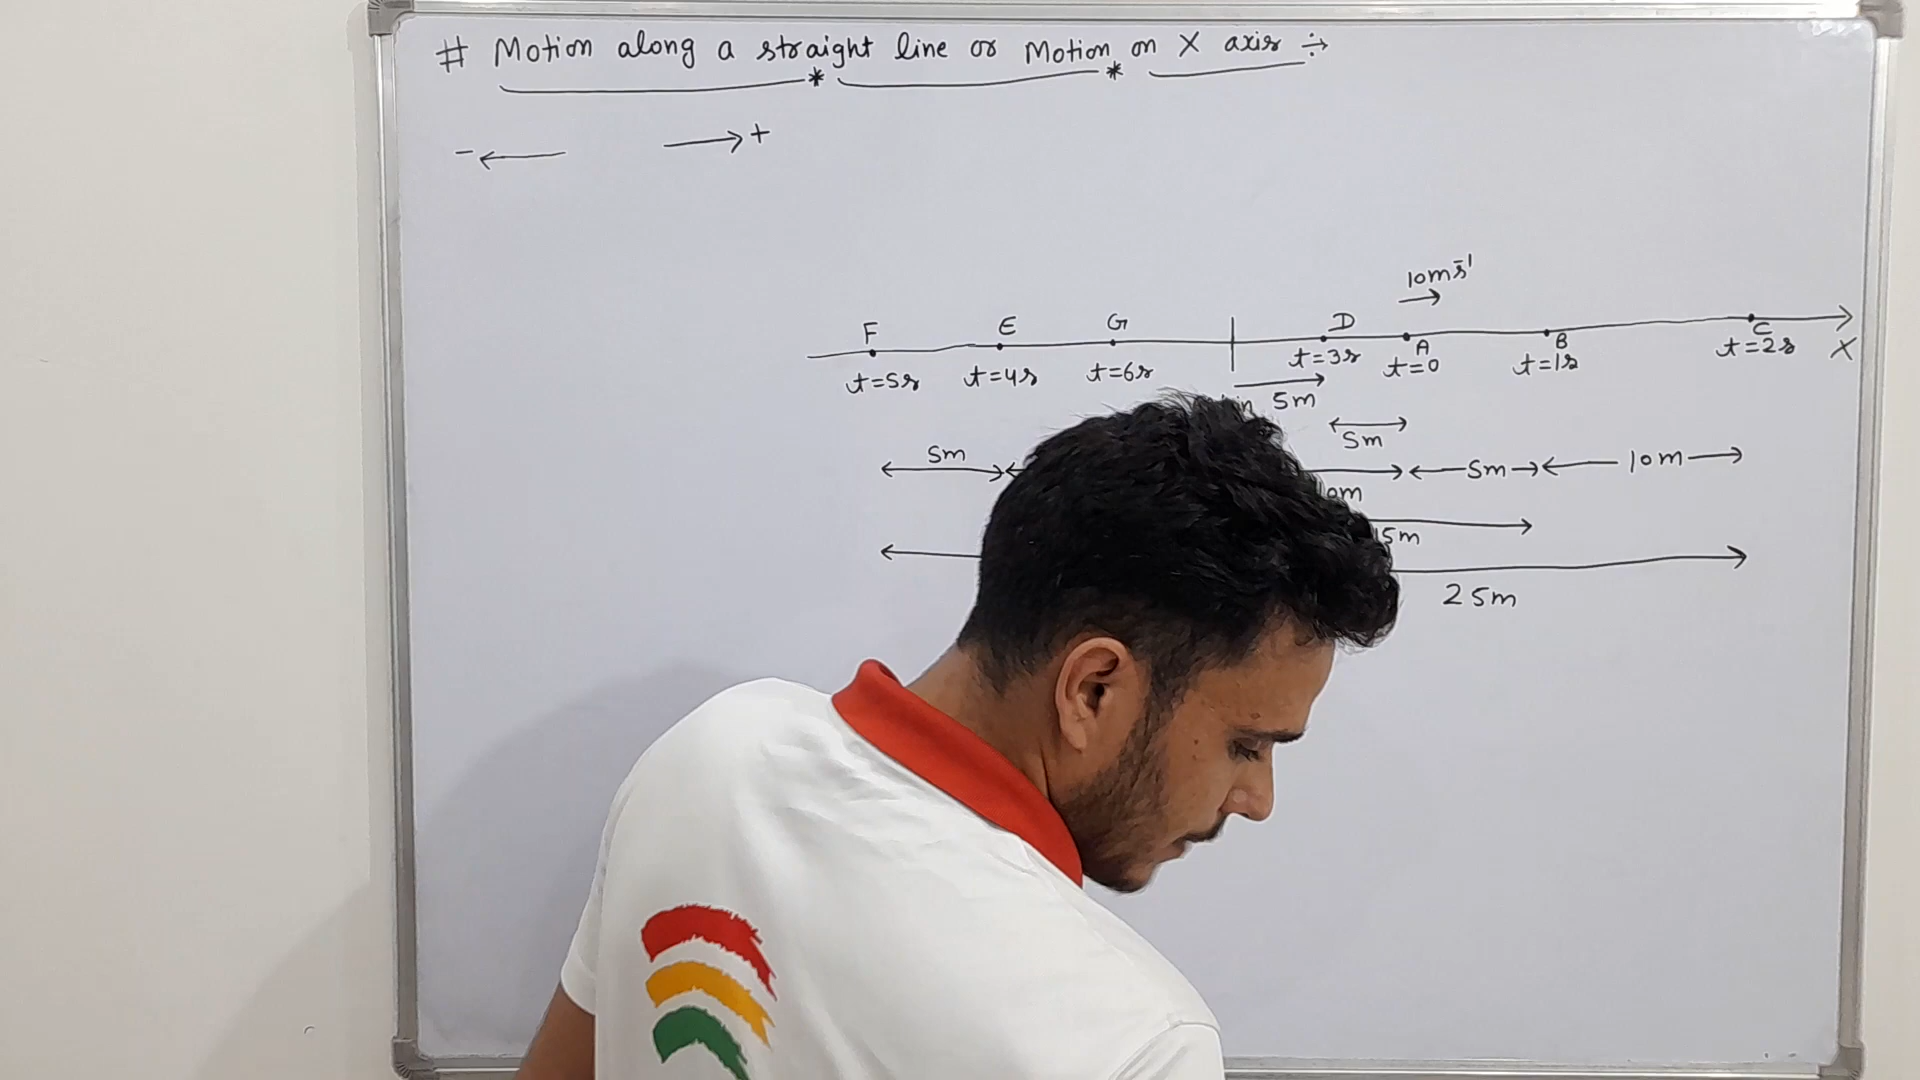 # Motion along a straight line or Motion on X axis ÷
- +
10ms⁻¹
F E G D A B C X
t=5s t=4s t=6s t=3s t=0 t=1s t=2s
5m
5m
5m 5m 10m
5m
25m